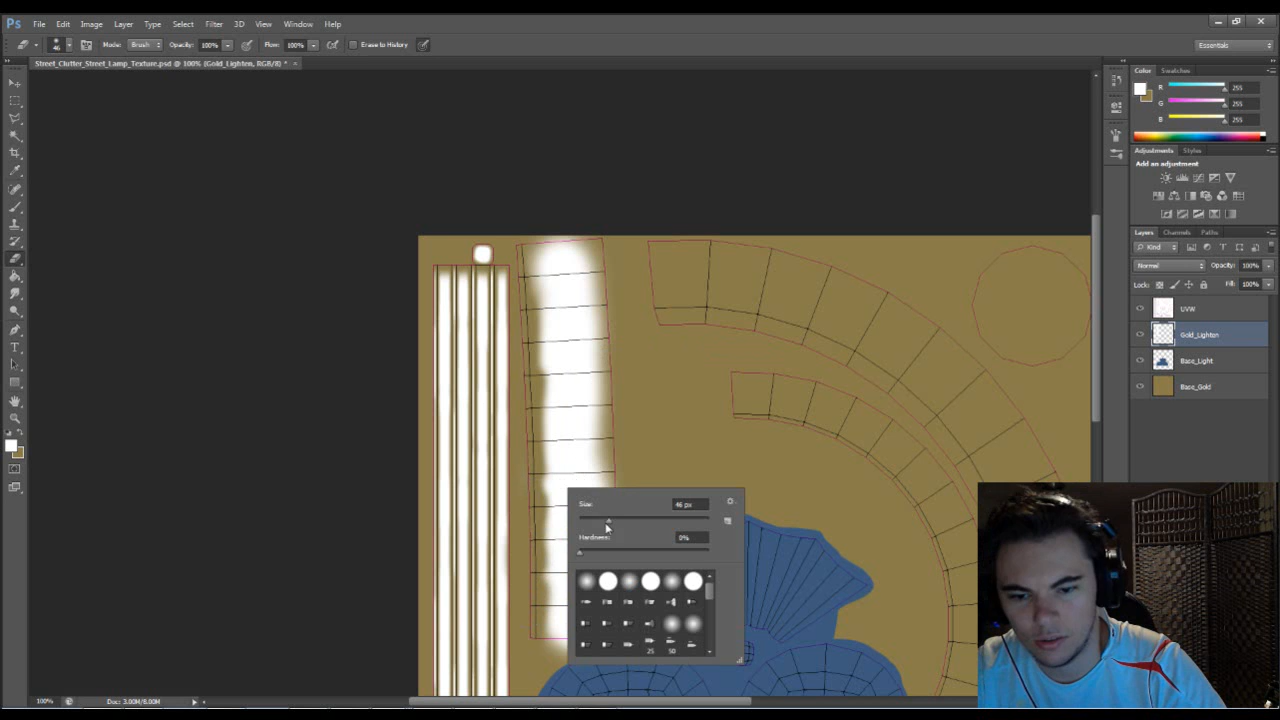 Ps File Edit Image Layer Type Select Filter 3D View Window Help
46 Mode: Brush Opacity: 100% Flow: 100% Erase to History Essentials
Street_Clutter_Street_Lamp_Texture.psd @ 100% (Gold_Lighten, RGB/8) * ×
Color Swatches
R 255
G 255
B 255
Adjustments Styles
Add an adjustment
Layers Channels Paths
Kind
Normal Opacity: 100%
Lock: Fill: 100%
UVW
Gold_Lighten
Base_Light
Base_Gold
Size: 46 px
Hardness: 0%
25 50
100% Doc: 3.00M/8.00M